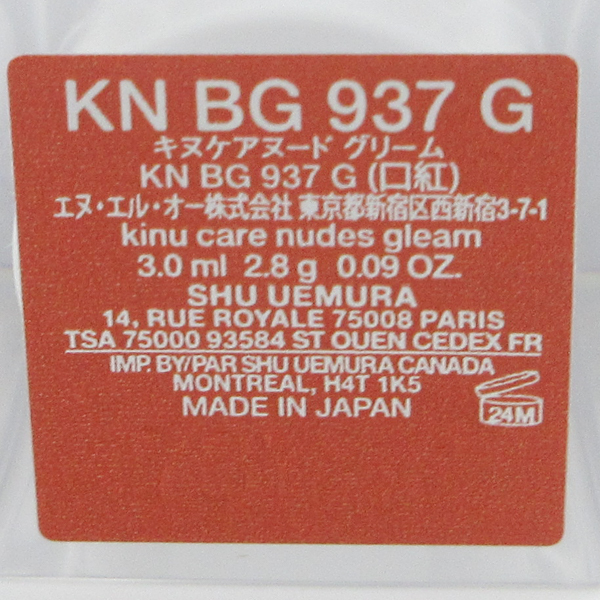 KN BG 937 G
キヌケアヌード グリーム
KN BG 937 G (口紅)
エヌ・エル・オー株式会社 東京都新宿区西新宿3-7-1
kinu care nudes gleam
3.0 ml 2.8 g 0.09 OZ.
SHU UEMURA
14, RUE ROYALE 75008 PARIS
TSA 75000 93584 ST OUEN CEDEX FR
IMP. BY/PAR SHU UEMURA CANADA
MONTREAL, H4T 1K5
MADE IN JAPAN
24M